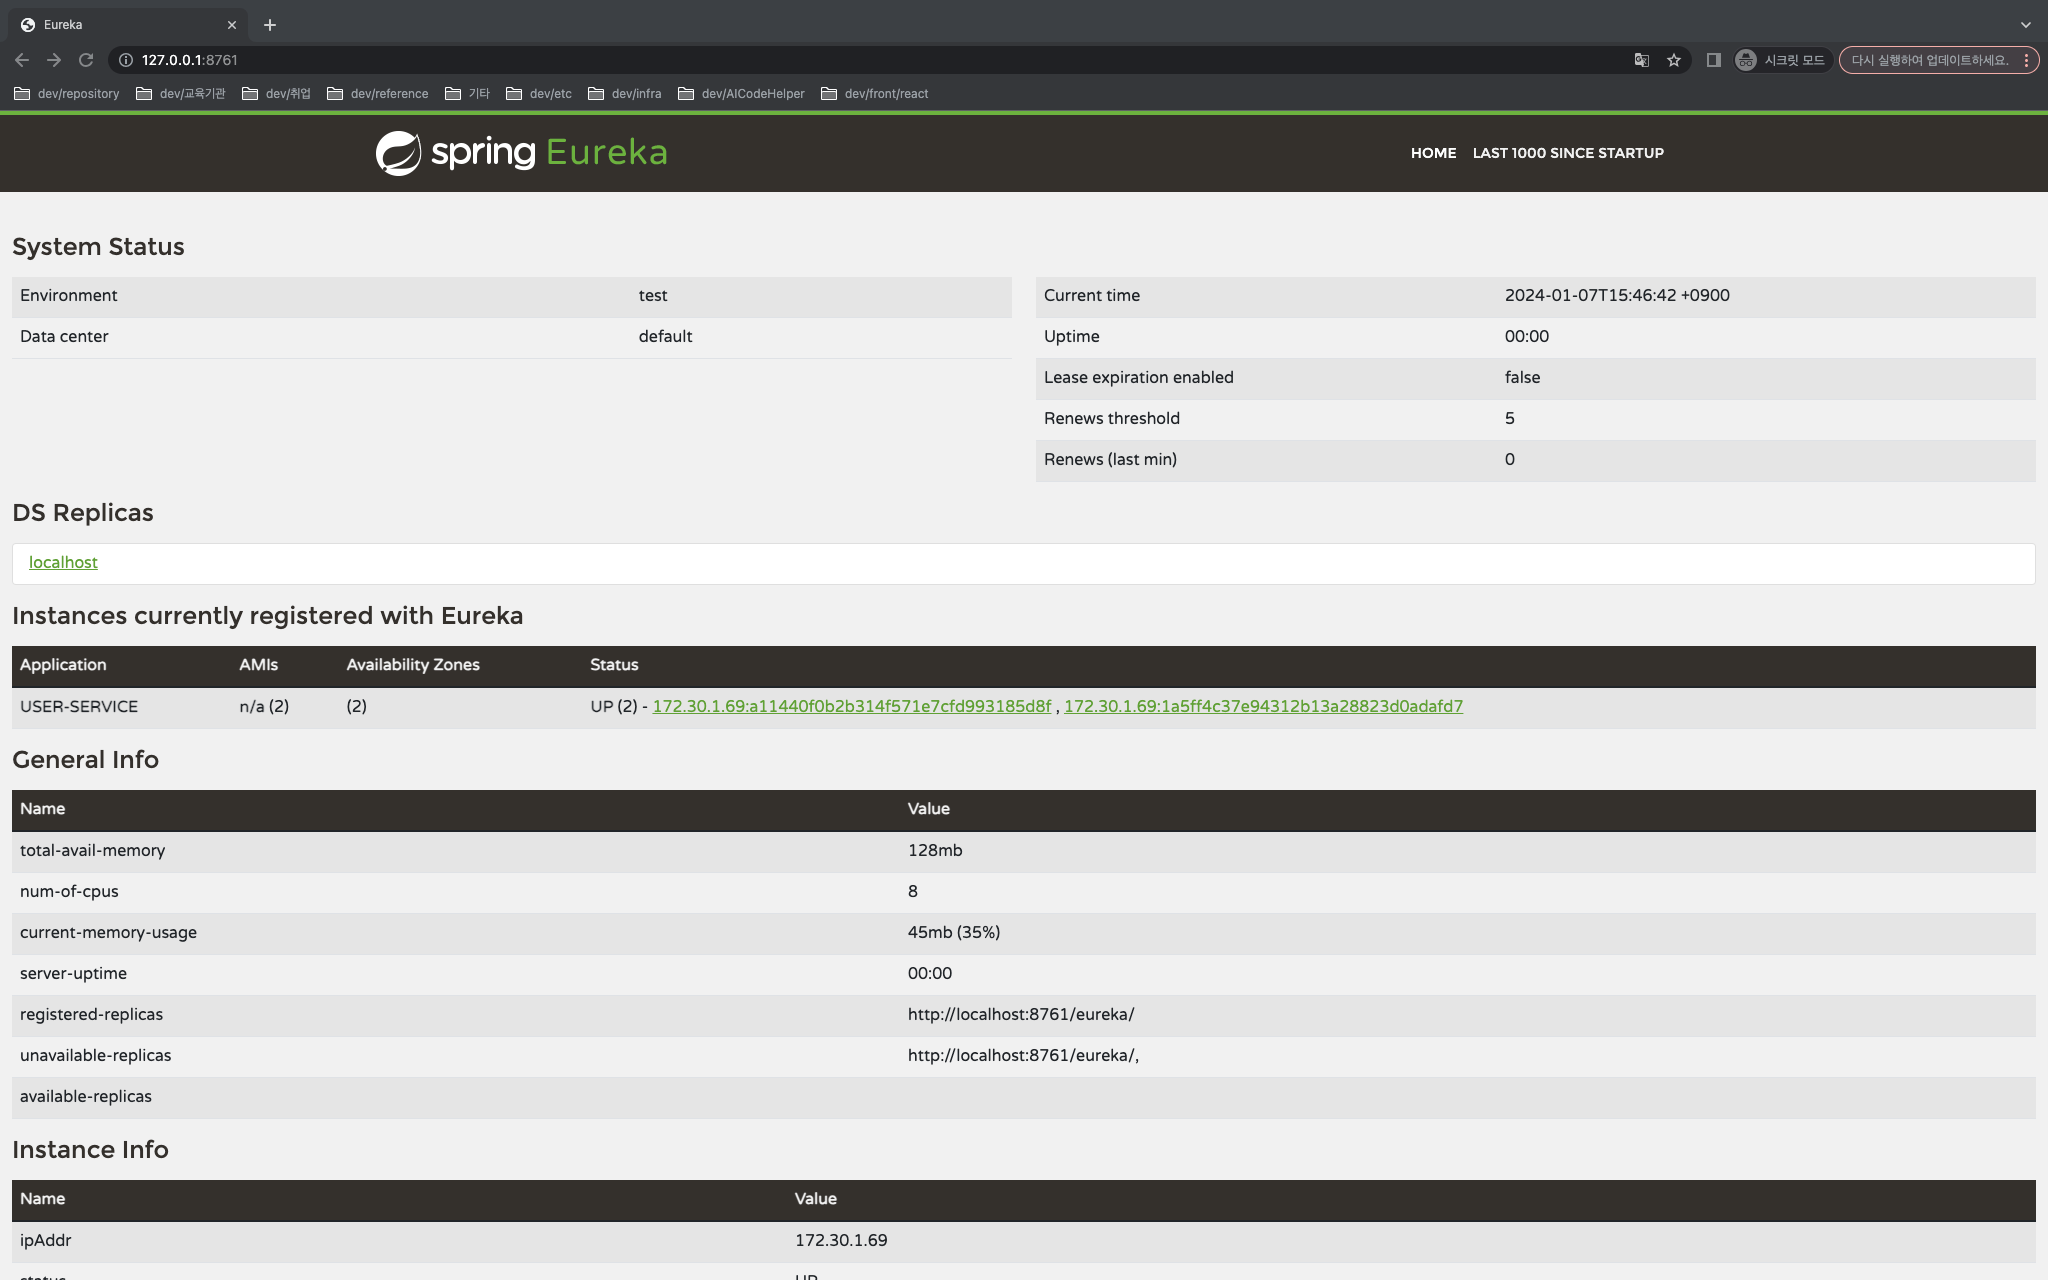 Eureka
127.0.0.1:8761
시크릿 모드
다시 실행하여 업데이트하세요.
dev/repository dev/교육기관 dev/취업 dev/reference 기타 dev/etc dev/infra dev/AICodeHelper dev/front/react
spring Eureka
HOME LAST 1000 SINCE STARTUP
System Status
Environment test
Data center default
Current time 2024-01-07T15:46:42 +0900
Uptime 00:00
Lease expiration enabled false
Renews threshold 5
Renews (last min) 0
DS Replicas
localhost
Instances currently registered with Eureka
Application AMIs Availability Zones Status
USER-SERVICE n/a (2) (2) UP (2) - 172.30.1.69:a11440f0b2b314f571e7cfd993185d8f , 172.30.1.69:1a5ff4c37e94312b13a28823d0adafd7
General Info
Name Value
total-avail-memory 128mb
num-of-cpus 8
current-memory-usage 45mb (35%)
server-uptime 00:00
registered-replicas http://localhost:8761/eureka/
unavailable-replicas http://localhost:8761/eureka/,
available-replicas
Instance Info
Name Value
ipAddr 172.30.1.69
status UP